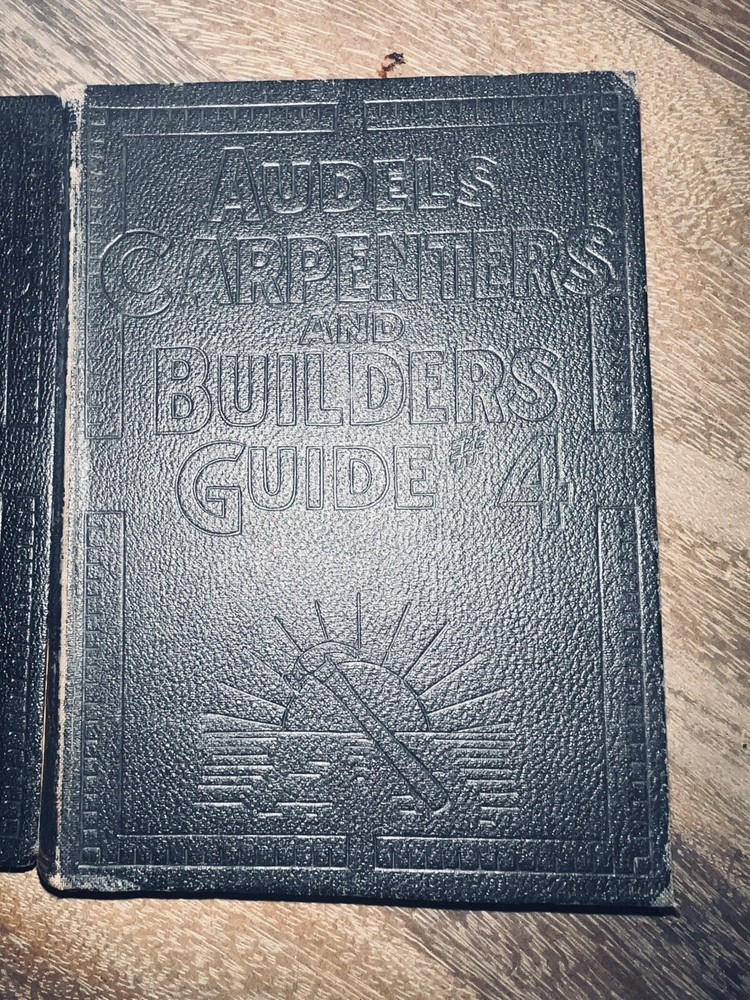 AUDELS
CARPENTERS
AND
BUILDERS
GUIDE #4